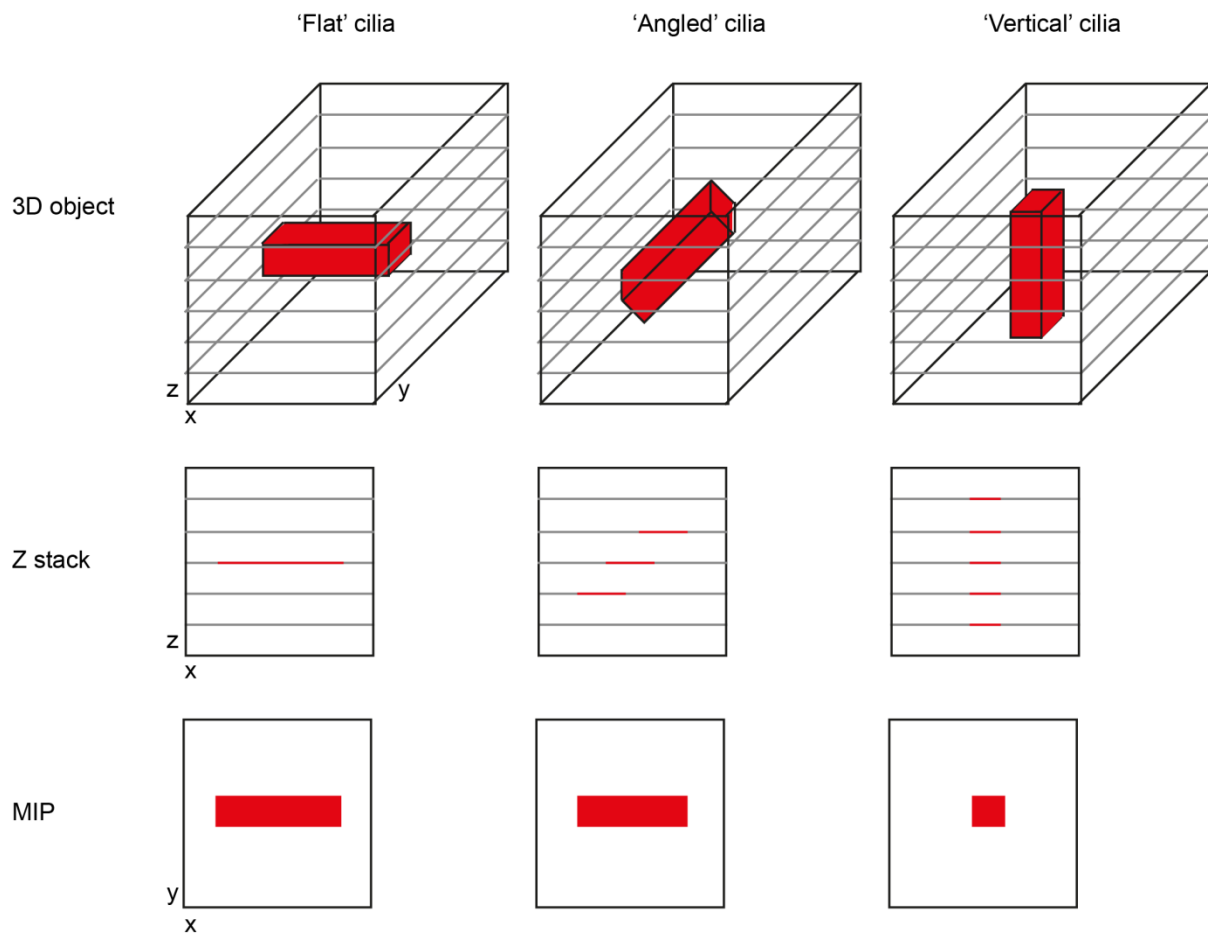 ‘Flat’ cilia
‘Angled’ cilia
‘Vertical’ cilia
3D object
z
y
x
Z stack
z
x
MIP
y
x